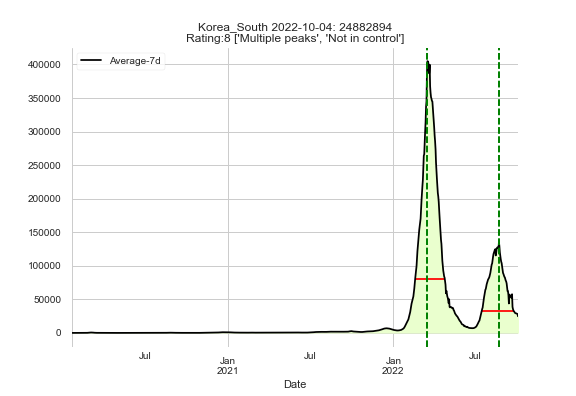 Korea_South 2022-10-04: 24882894
Rating:8 ['Multiple peaks', 'Not in control']
Average-7d
400000
350000
300000
250000
200000
150000
100000
50000
0
Jul
Jan
2021
Jul
Jan
2022
Jul
Date